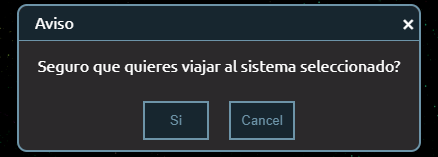 Aviso
Seguro que quieres viajar al sistema seleccionado?
Si
Cancel